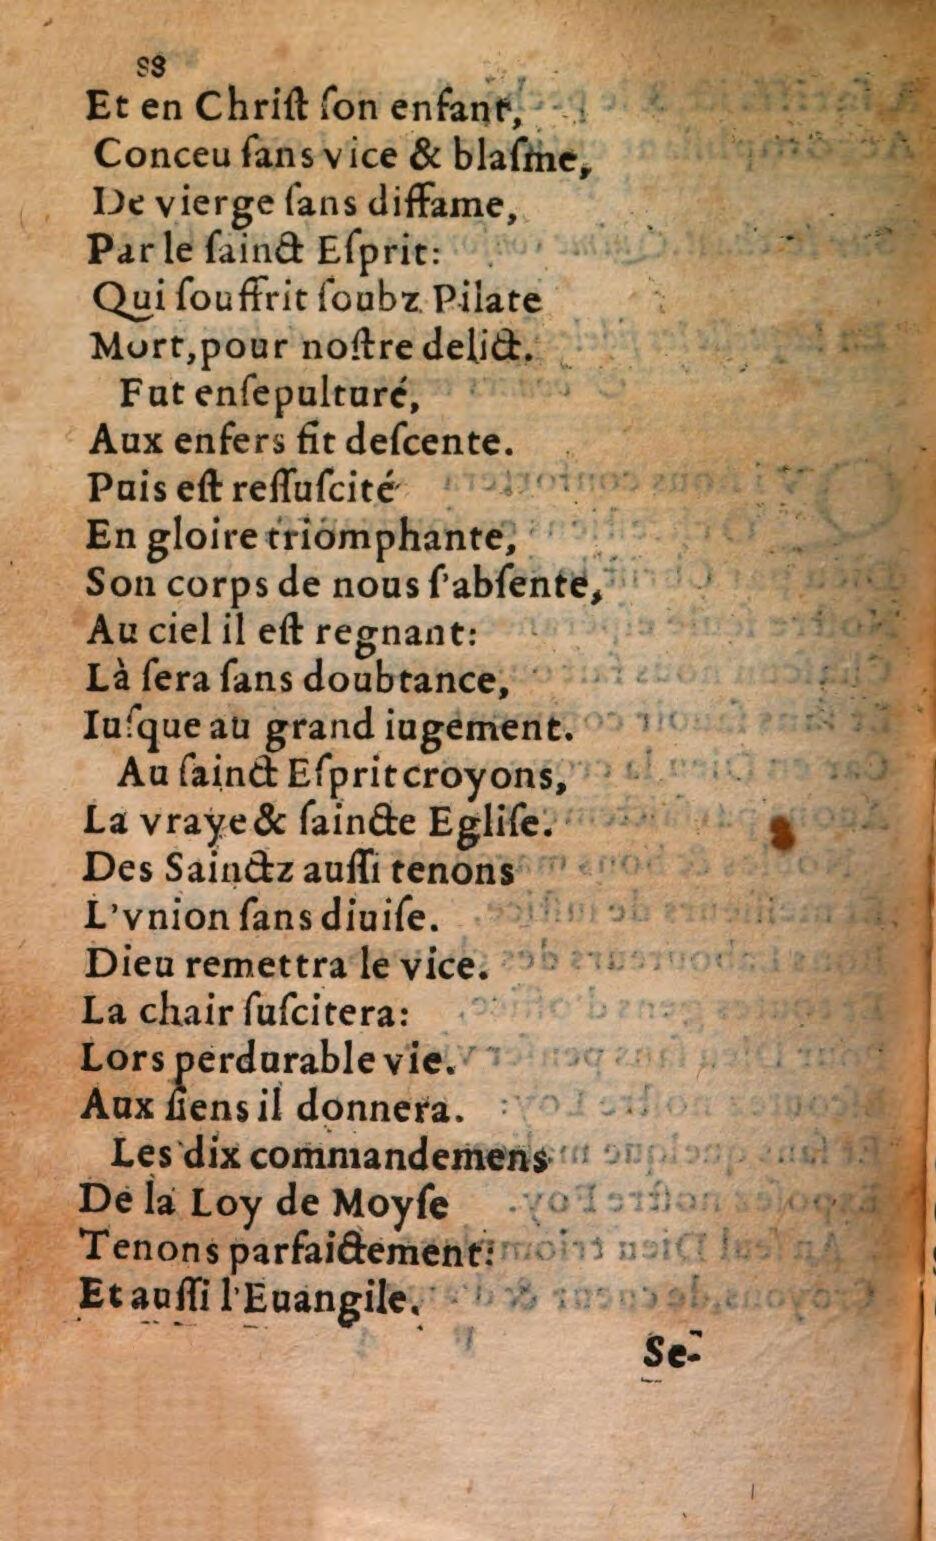 88
Et en Chriſt ſon enfant,
Conceu ſans vice & blaſme,
De vierge ſans diffame,
Par le ſainct Eſprit:
Qui ſouffrit ſoubz Pilate
Mort, pour noſtre delict.
Fut enſepulturé,
Aux enfers fit deſcente.
Puis eſt reſſuſcité
En gloire triomphante,
Son corps de nous ſ'abſente,
Au ciel il eſt regnant:
Là ſera ſans doubtance,
Iuſque au grand iugement.
Au ſainct Eſprit croyons,
La vraye & ſaincte Egliſe.
Des Sainctz auſſi tenons
L'vnion ſans diuiſe.
Dieu remettra le vice.
La chair ſuſcitera:
Lors perdurable vie.
Aux ſiens il donnera.
Les dix commandemens
De la Loy de Moyſe
Tenons parfaictement:
Et auſſi l'Euangile.
Se-